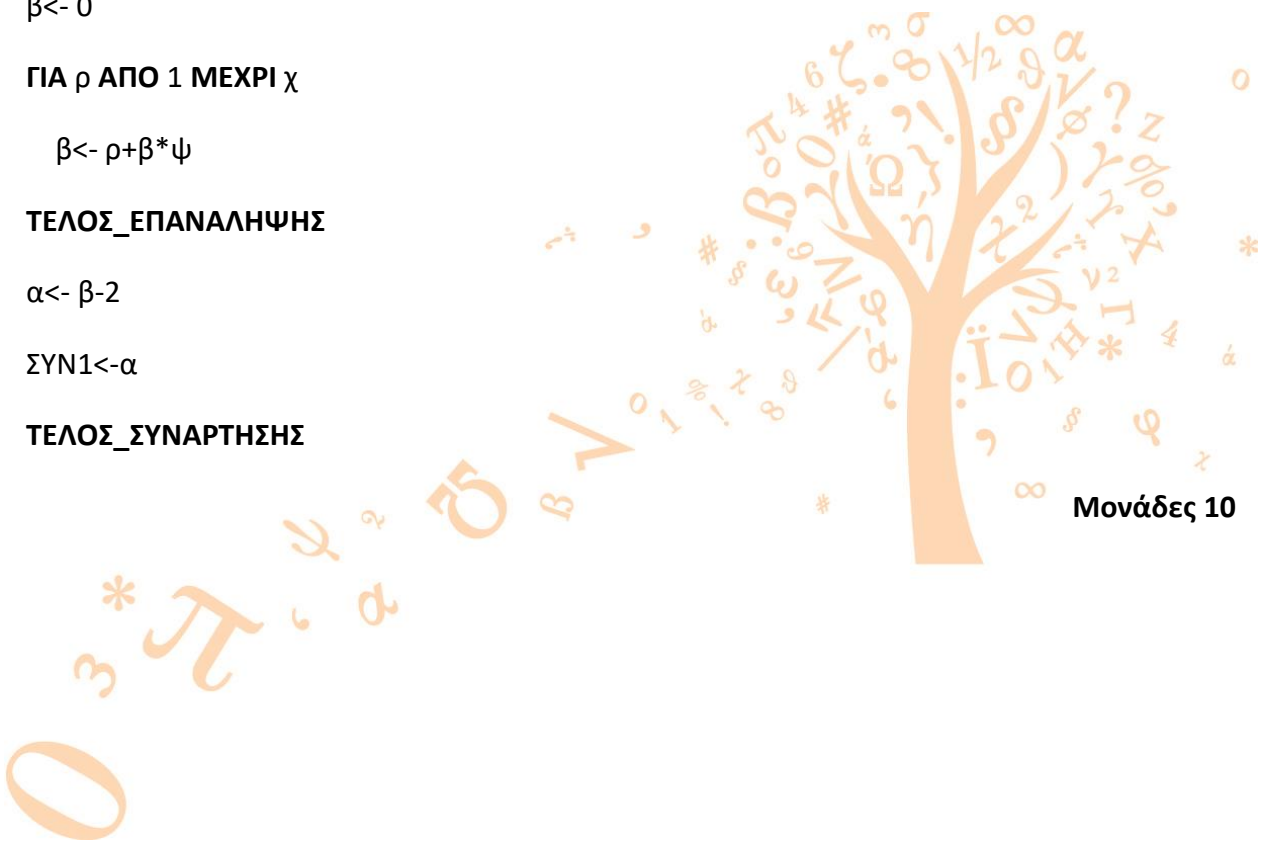 β<- 0
ΓΙΑ ρ ΑΠΟ 1 ΜΕΧΡΙ χ
β<- ρ+β*ψ
ΤΕΛΟΣ_ΕΠΑΝΑΛΗΨΗΣ
α<- β-2
ΣΥΝ1<-α
ΤΕΛΟΣ_ΣΥΝΑΡΤΗΣΗΣ
Μονάδες 10